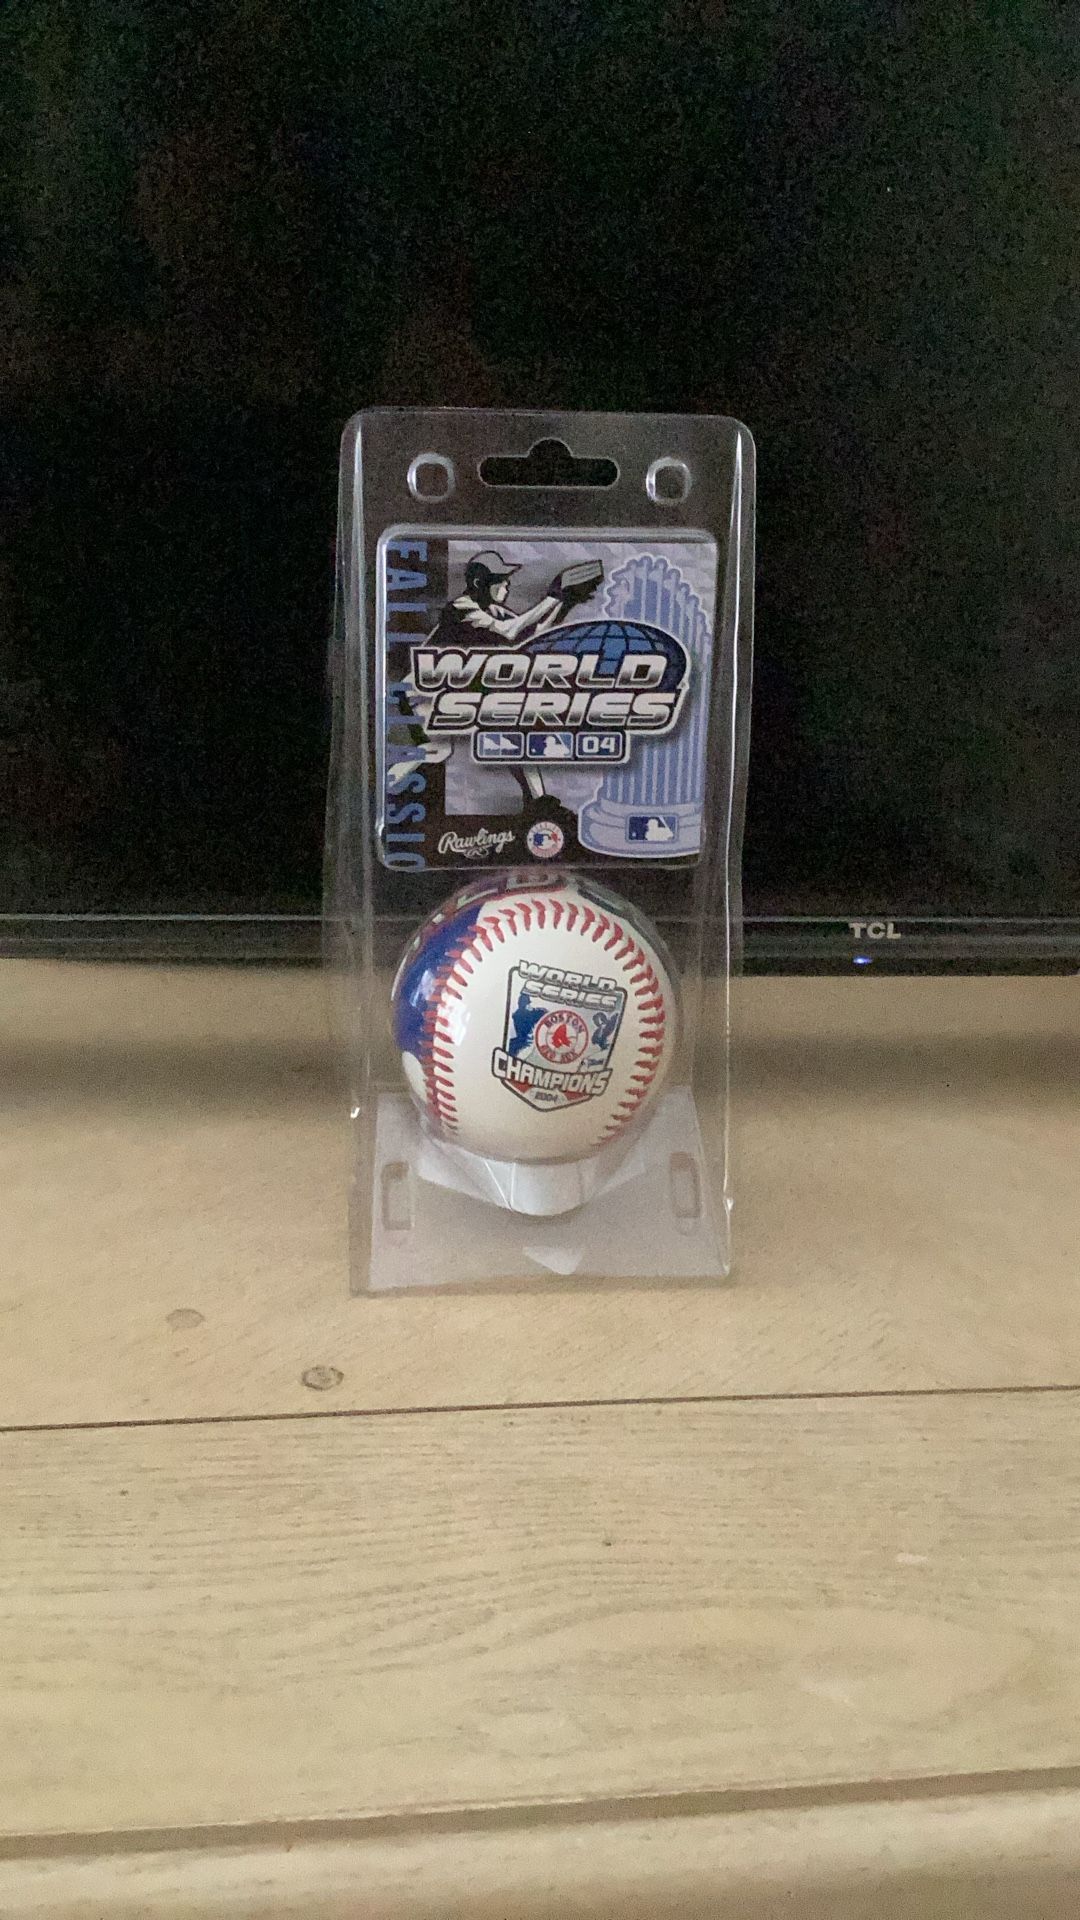 FALL CLASSIC
WORLD
SERIES
04
Rawlings
TCL
WORLD
SERIES
BOSTON
RED SOX
CHAMPIONS
2004